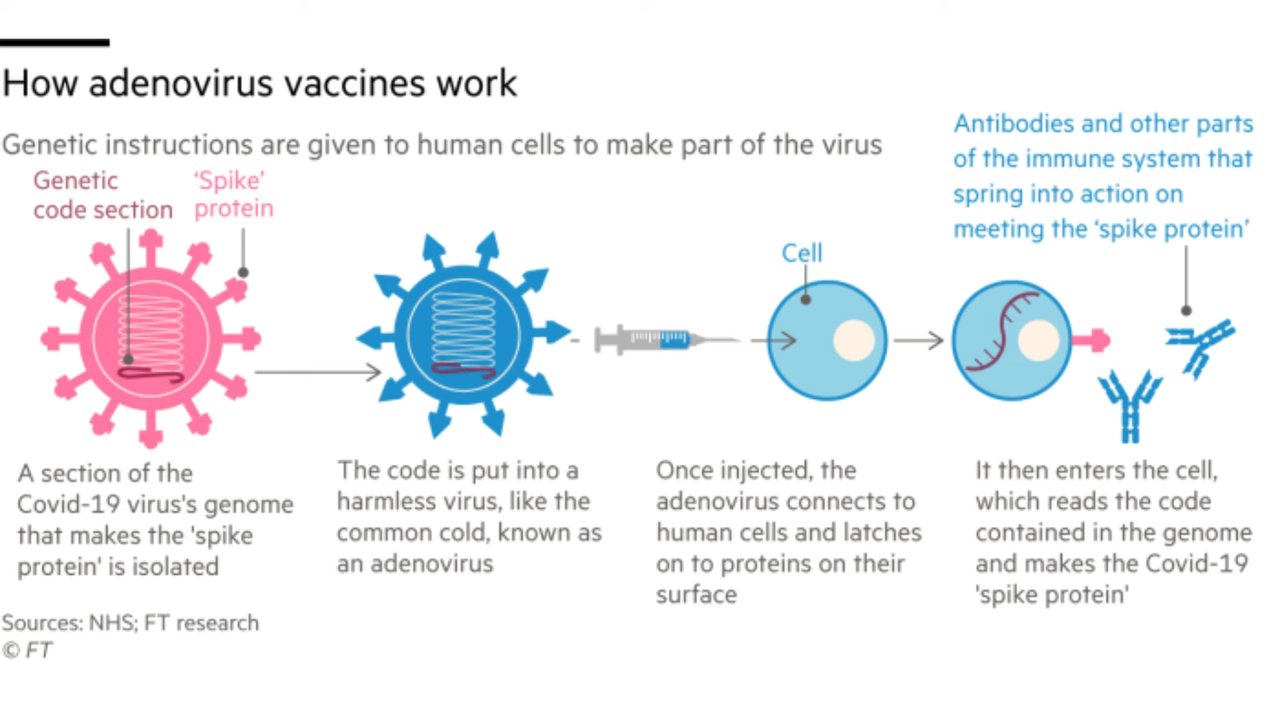 How adenovirus vaccines work
Genetic instructions are given to human cells to make part of the virus
Genetic
code section
‘Spike’
protein
Cell
Antibodies and other parts
of the immune system that
spring into action on
meeting the ‘spike protein’
A section of the
Covid-19 virus's genome
that makes the 'spike
protein' is isolated
The code is put into a
harmless virus, like the
common cold, known as
an adenovirus
Once injected, the
adenovirus connects to
human cells and latches
on to proteins on their
surface
It then enters the cell,
which reads the code
contained in the genome
and makes the Covid-19
'spike protein'
Sources: NHS; FT research
© FT